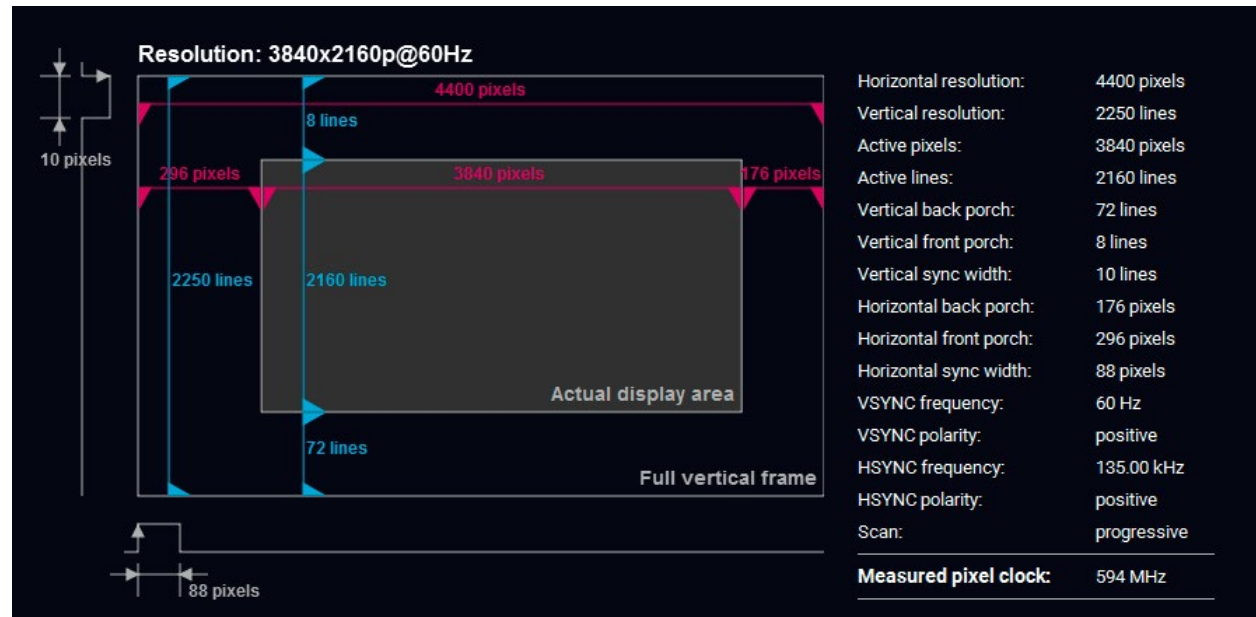 Resolution: 3840x2160p@60Hz
4400 pixels
8 lines
10 pixels
296 pixels
3840 pixels
176 pixels
2250 lines
2160 lines
Actual display area
72 lines
Full vertical frame
88 pixels
Horizontal resolution: 4400 pixels
Vertical resolution: 2250 lines
Active pixels: 3840 pixels
Active lines: 2160 lines
Vertical back porch: 72 lines
Vertical front porch: 8 lines
Vertical sync width: 10 lines
Horizontal back porch: 176 pixels
Horizontal front porch: 296 pixels
Horizontal sync width: 88 pixels
VSYNC frequency: 60 Hz
VSYNC polarity: positive
HSYNC frequency: 135.00 kHz
HSYNC polarity: positive
Scan: progressive
Measured pixel clock: 594 MHz